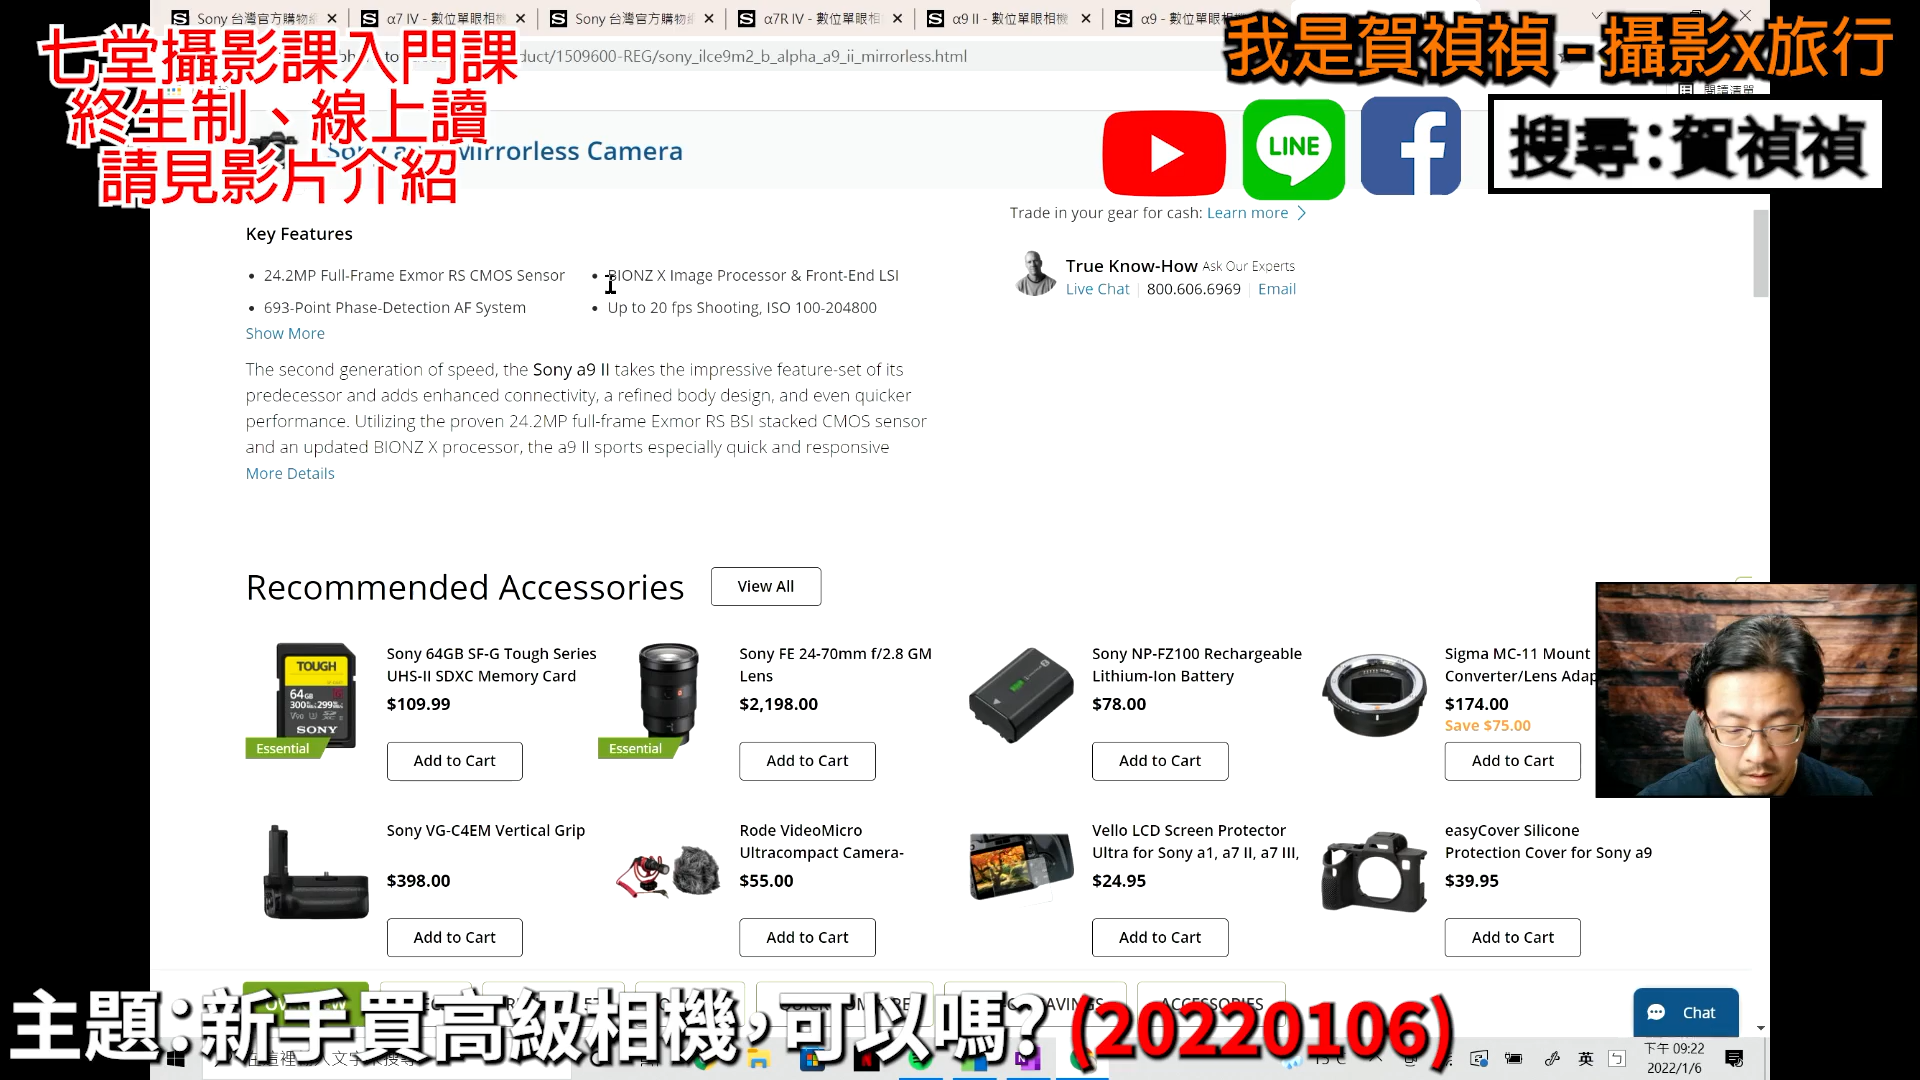 Sony 台灣官方購物網
α7 IV - 數位單眼相機
Sony 台灣官方購物網
α7R IV - 數位單眼相
α9 II - 數位單眼相機
α9 - 數位單眼相
七堂攝影課入門課
終生制、線上讀
請見影片介紹
我是賀禎禎 - 攝影x旅行
搜尋:賀禎禎
LINE
duct/1509600-REG/sony_ilce9m2_b_alpha_a9_ii_mirrorless.html
閱讀清單
Mirrorless Camera
Trade in your gear for cash: Learn more
Key Features
24.2MP Full-Frame Exmor RS CMOS Sensor
693-Point Phase-Detection AF System
BIONZ X Image Processor & Front-End LSI
Up to 20 fps Shooting, ISO 100-204800
Show More
True Know-How Ask Our Experts
Live Chat | 800.606.6969 | Email
The second generation of speed, the Sony a9 II takes the impressive feature-set of its
predecessor and adds enhanced connectivity, a refined body design, and even quicker
performance. Utilizing the proven 24.2MP full-frame Exmor RS BSI stacked CMOS sensor
and an updated BIONZ X processor, the a9 II sports especially quick and responsive
More Details
Recommended Accessories
View All
TOUGH
64GB
300 299
SONY
Essential
Sony 64GB SF-G Tough Series
UHS-II SDXC Memory Card
$109.99
Add to Cart
Essential
Sony FE 24-70mm f/2.8 GM
Lens
$2,198.00
Add to Cart
Sony NP-FZ100 Rechargeable
Lithium-Ion Battery
$78.00
Add to Cart
Sigma MC-11 Mount
Converter/Lens Adap
$174.00
Save $75.00
Add to Cart
Sony VG-C4EM Vertical Grip
$398.00
Add to Cart
Rode VideoMicro
Ultracompact Camera-
$55.00
Add to Cart
Vello LCD Screen Protector
Ultra for Sony a1, a7 II, a7 III,
$24.95
Add to Cart
easyCover Silicone
Protection Cover for Sony a9
$39.95
Add to Cart
ACCESSORIES
Chat
主題:新手買高級相機,可以嗎? (20220106)
英
下午 09:22
2022/1/6